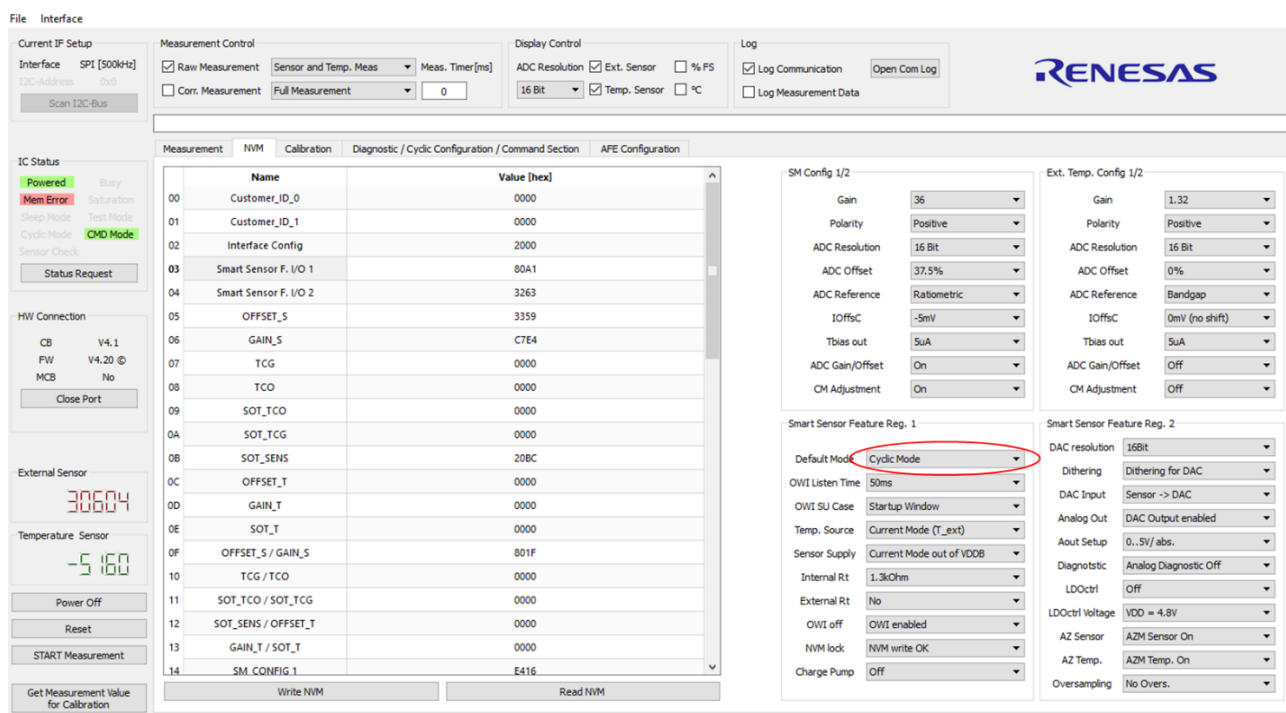 File Interface
Current IF Setup
Interface SPI [500kHz]
I2C-Address 0x0
Scan I2C-Bus
Measurement Control
Raw Measurement Sensor and Temp. Meas Meas. Timer[ms]
Corr. Measurement Full Measurement 0
Display Control
ADC Resolution Ext. Sensor % FS
16 Bit Temp. Sensor °C
Log
Log Communication Open Com Log
Log Measurement Data
RENESAS
Measurement NVM Calibration Diagnostic / Cyclic Configuration / Command Section AFE Configuration
IC Status
Powered Busy
Mem Error Saturation
Sleep Mode Test Mode
Cyclic Mode CMD Mode
Sensor Check
Status Request
HW Connection
CB V4.1
FW V4.20 ©
MCB No
Close Port
External Sensor
30604
Temperature Sensor
-5160
Power Off
Reset
START Measurement
Get Measurement Value
for Calibration
Name Value [hex]
00 Customer_ID_0 0000
01 Customer_ID_1 0000
02 Interface Config 2000
03 Smart Sensor F. I/O 1 80A1
04 Smart Sensor F. I/O 2 3263
05 OFFSET_S 3359
06 GAIN_S C7E4
07 TCG 0000
08 TCO 0000
09 SOT_TCO 0000
0A SOT_TCG 0000
0B SOT_SENS 20BC
0C OFFSET_T 0000
0D GAIN_T 0000
0E SOT_T 0000
0F OFFSET_S / GAIN_S 801F
10 TCG / TCO 0000
11 SOT_TCO / SOT_TCG 0000
12 SOT_SENS / OFFSET_T 0000
13 GAIN_T / SOT_T 0000
14 SM_CONFIG 1 E416
Write NVM Read NVM
SM Config 1/2
Gain 36
Polarity Positive
ADC Resolution 16 Bit
ADC Offset 37.5%
ADC Reference Ratiometric
IOffsC -5mV
Tbias out 5uA
ADC Gain/Offset On
CM Adjustment On
Ext. Temp. Config 1/2
Gain 1.32
Polarity Positive
ADC Resolution 16 Bit
ADC Offset 0%
ADC Reference Bandgap
IOffsC 0mV (no shift)
Tbias out 5uA
ADC Gain/Offset Off
CM Adjustment Off
Smart Sensor Feature Reg. 1
Default Mode Cyclic Mode
OWI Listen Time 50ms
OWI SU Case Startup Window
Temp. Source Current Mode (T_ext)
Sensor Supply Current Mode out of VDDB
Internal Rt 1.3kOhm
External Rt No
OWI off OWI enabled
NVM lock NVM write OK
Charge Pump Off
Smart Sensor Feature Reg. 2
DAC resolution 16Bit
Dithering Dithering for DAC
DAC Input Sensor -> DAC
Analog Out DAC Output enabled
Aout Setup 0..5V/ abs.
Diagnotstic Analog Diagnostic Off
LDOctrl Off
LDOctrl Voltage VDD = 4.8V
AZ Sensor AZM Sensor On
AZ Temp. AZM Temp. On
Oversampling No Overs.